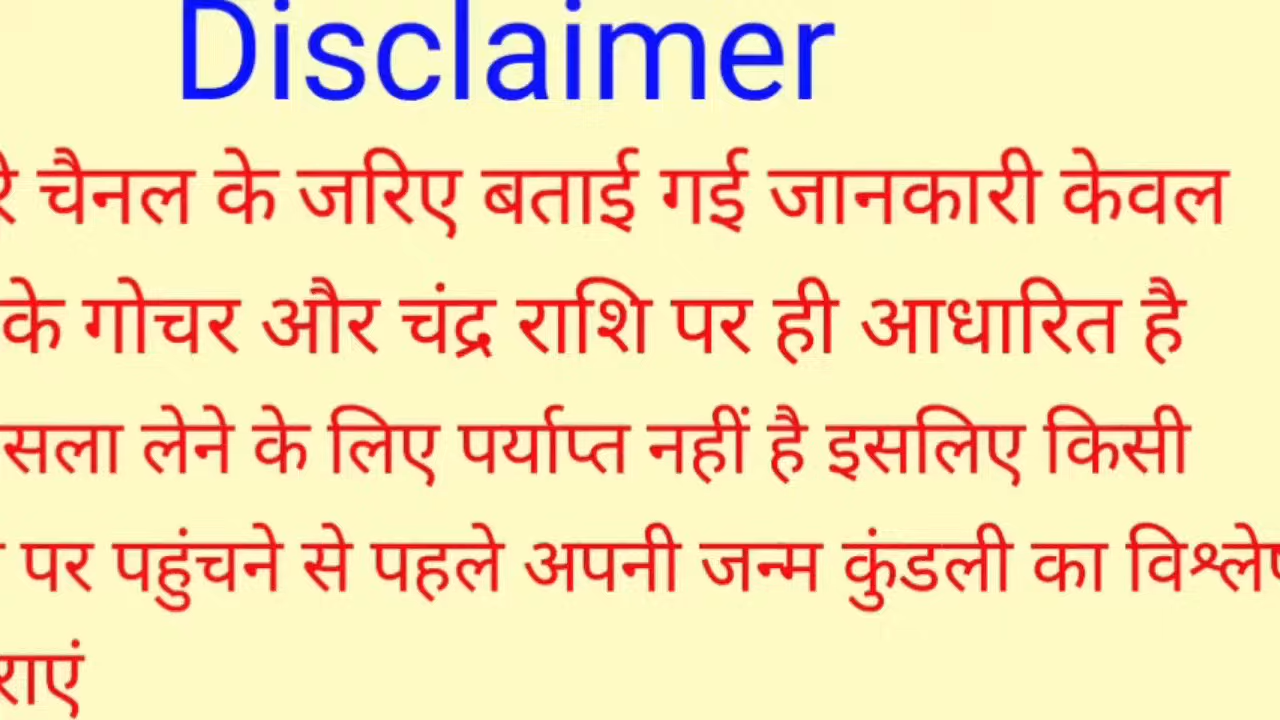 Disclaimer
चैनल के जरिए बताई गई जानकारी केवल
के गोचर और चंद्र राशि पर ही आधारित है
सला लेने के लिए पर्याप्त नहीं है इसलिए किसी
पर पहुंचने से पहले अपनी जन्म कुंडली का
राएं